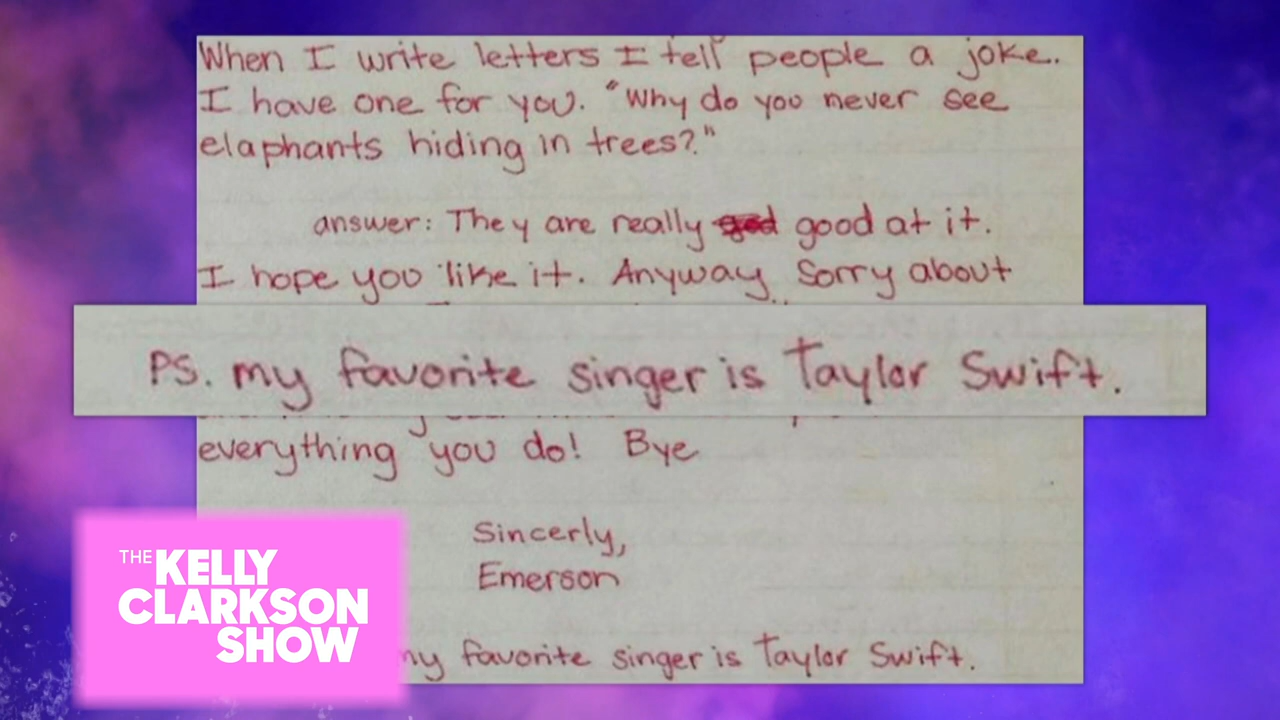 When I write letters I tell people a joke.
I have one for you. "Why do you never see
elaphants hiding in trees?"
answer: They are really good at it.
I hope you like it. Anyway, Sorry about
PS. my favorite singer is Taylor Swift.
everything you do! Bye
Sincerly,
Emerson
my favorite singer is Taylor Swift.
THE KELLY
CLARKSON
SHOW